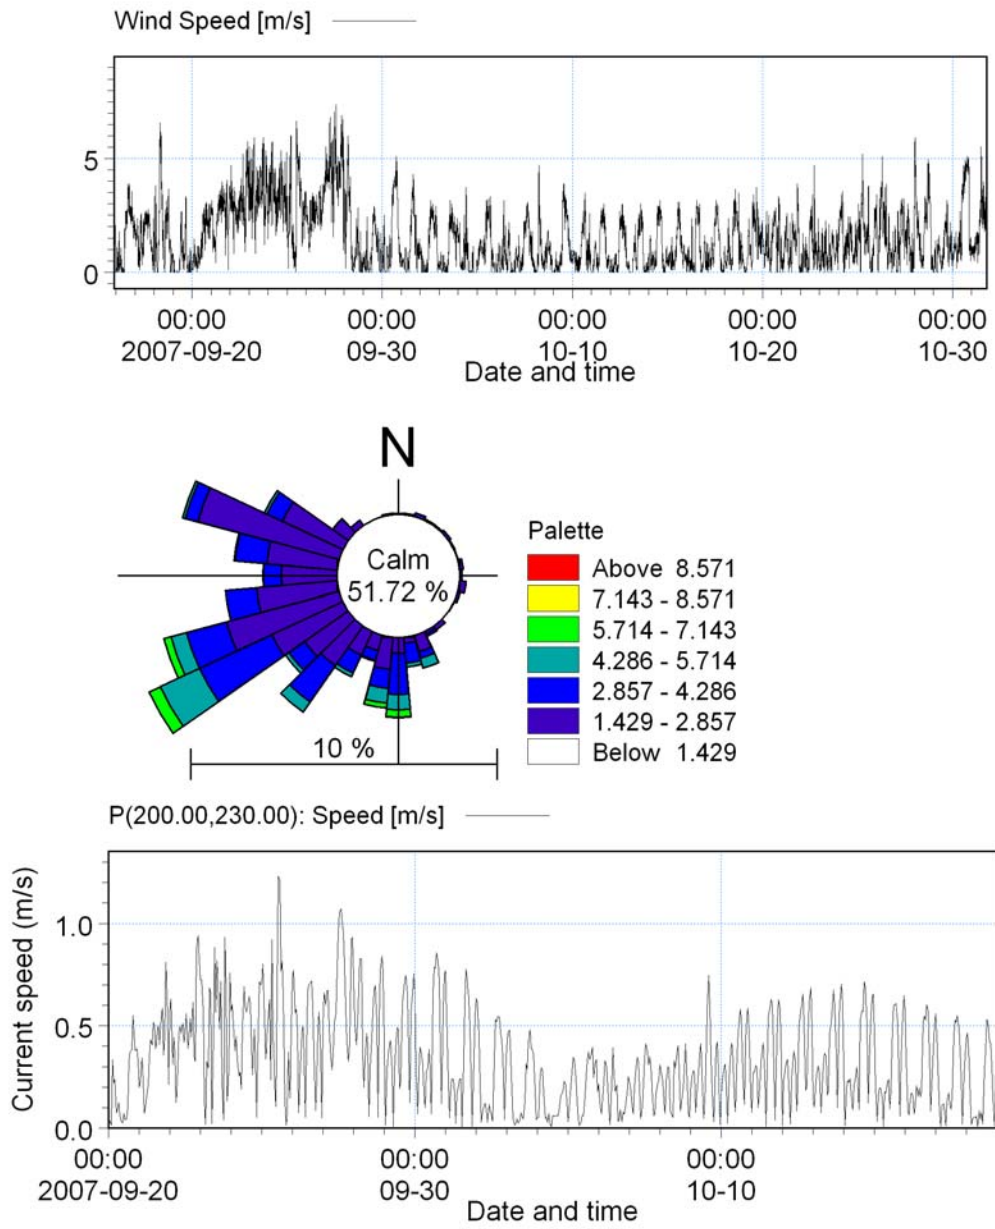 Wind Speed [m/s]
5
0
00:00 00:00 00:00 00:00 00:00
2007-09-20 09-30 10-10 10-20 10-30
Date and time
N
Calm
51.72 %
Palette
Above 8.571
7.143 - 8.571
5.714 - 7.143
4.286 - 5.714
2.857 - 4.286
1.429 - 2.857
Below 1.429
10 %
P(200.00,230.00): Speed [m/s]
Current speed (m/s)
1.0
0.5
0.0
00:00 00:00 00:00
2007-09-20 09-30 10-10
Date and time